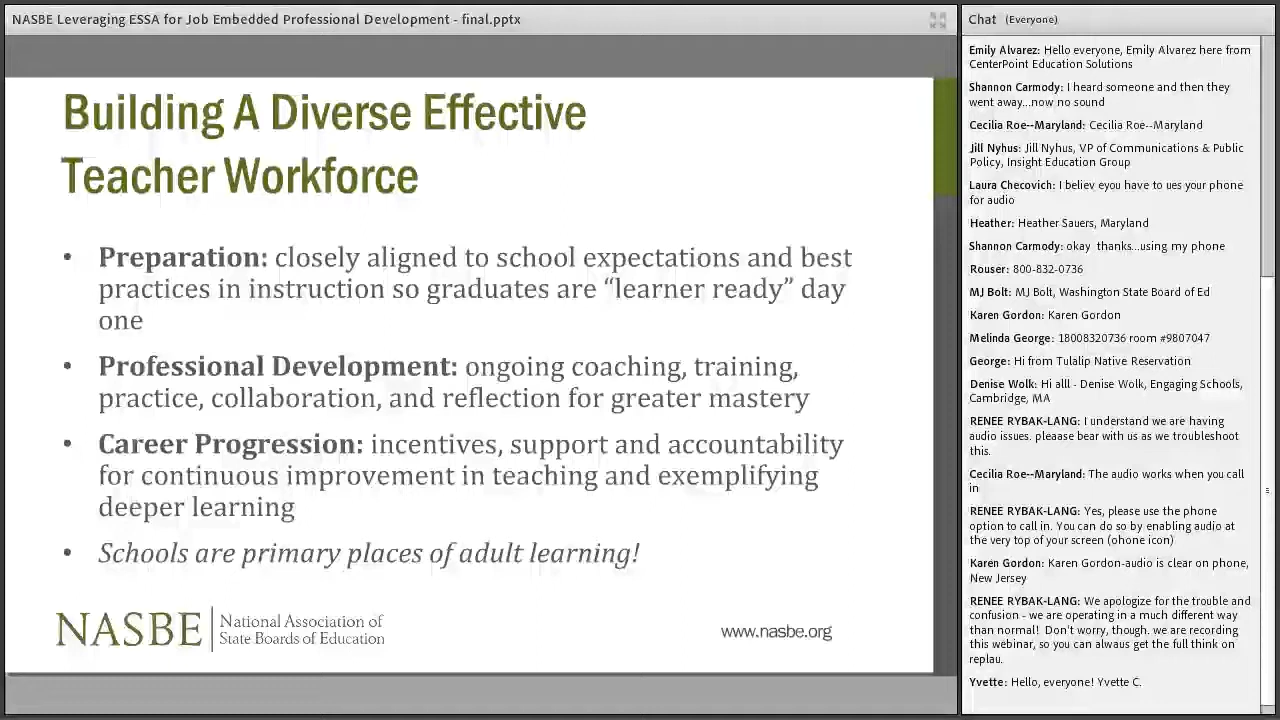 NASBE Leveraging ESSA for Job Embedded Professional Development - final.pptx
Building A Diverse Effective
Teacher Workforce
• Preparation: closely aligned to school expectations and best
practices in instruction so graduates are “learner ready” day
one
• Professional Development: ongoing coaching, training,
practice, collaboration, and reflection for greater mastery
• Career Progression: incentives, support and accountability
for continuous improvement in teaching and exemplifying
deeper learning
• Schools are primary places of adult learning!
NASBE
National Association of
State Boards of Education
www.nasbe.org
Chat (Everyone)
Emily Alvarez: Hello everyone, Emily Alvarez here from
CenterPoint Education Solutions
Shannon Carmody: I heard someone and then they
went away...now no sound
Cecilia Roe--Maryland: Cecilia Roe--Maryland
Jill Nyhus: Jill Nyhus, VP of Communications & Public
Policy, Insight Education Group
Laura Checovich: I believ eyou have to ues your phone
for audio
Heather: Heather Sauers, Maryland
Shannon Carmody: okay thanks...using my phone
Rouser: 800-832-0736
MJ Bolt: MJ Bolt, Washington State Board of Ed
Karen Gordon: Karen Gordon
Melinda George: 18008320736 room #9807047
George: Hi from Tulalip Native Reservation
Denise Wolk: Hi alll - Denise Wolk, Engaging Schools,
Cambridge, MA
RENEE RYBAK-LANG: I understand we are having
audio issues. pleaase bear with us as we troubleshoot
this.
Cecilia Roe--Maryland: The audio works when you call
in
RENEE RYBAK-LANG: Yes, please use the phone
option to call in. You can do so by enabling audio at
the very top of your screen (ohone icon)
Karen Gordon: Karen Gordon-audio is clear on phone,
New Jersey
RENEE RYBAK-LANG: We apologize for the trouble and
confusion - we are operating in a much different way
than normal! Don't worry, though. we are recording
this webinar, so you can alwaus get the full think on
replau.
Yvette: Hello, everyone! Yvette C.